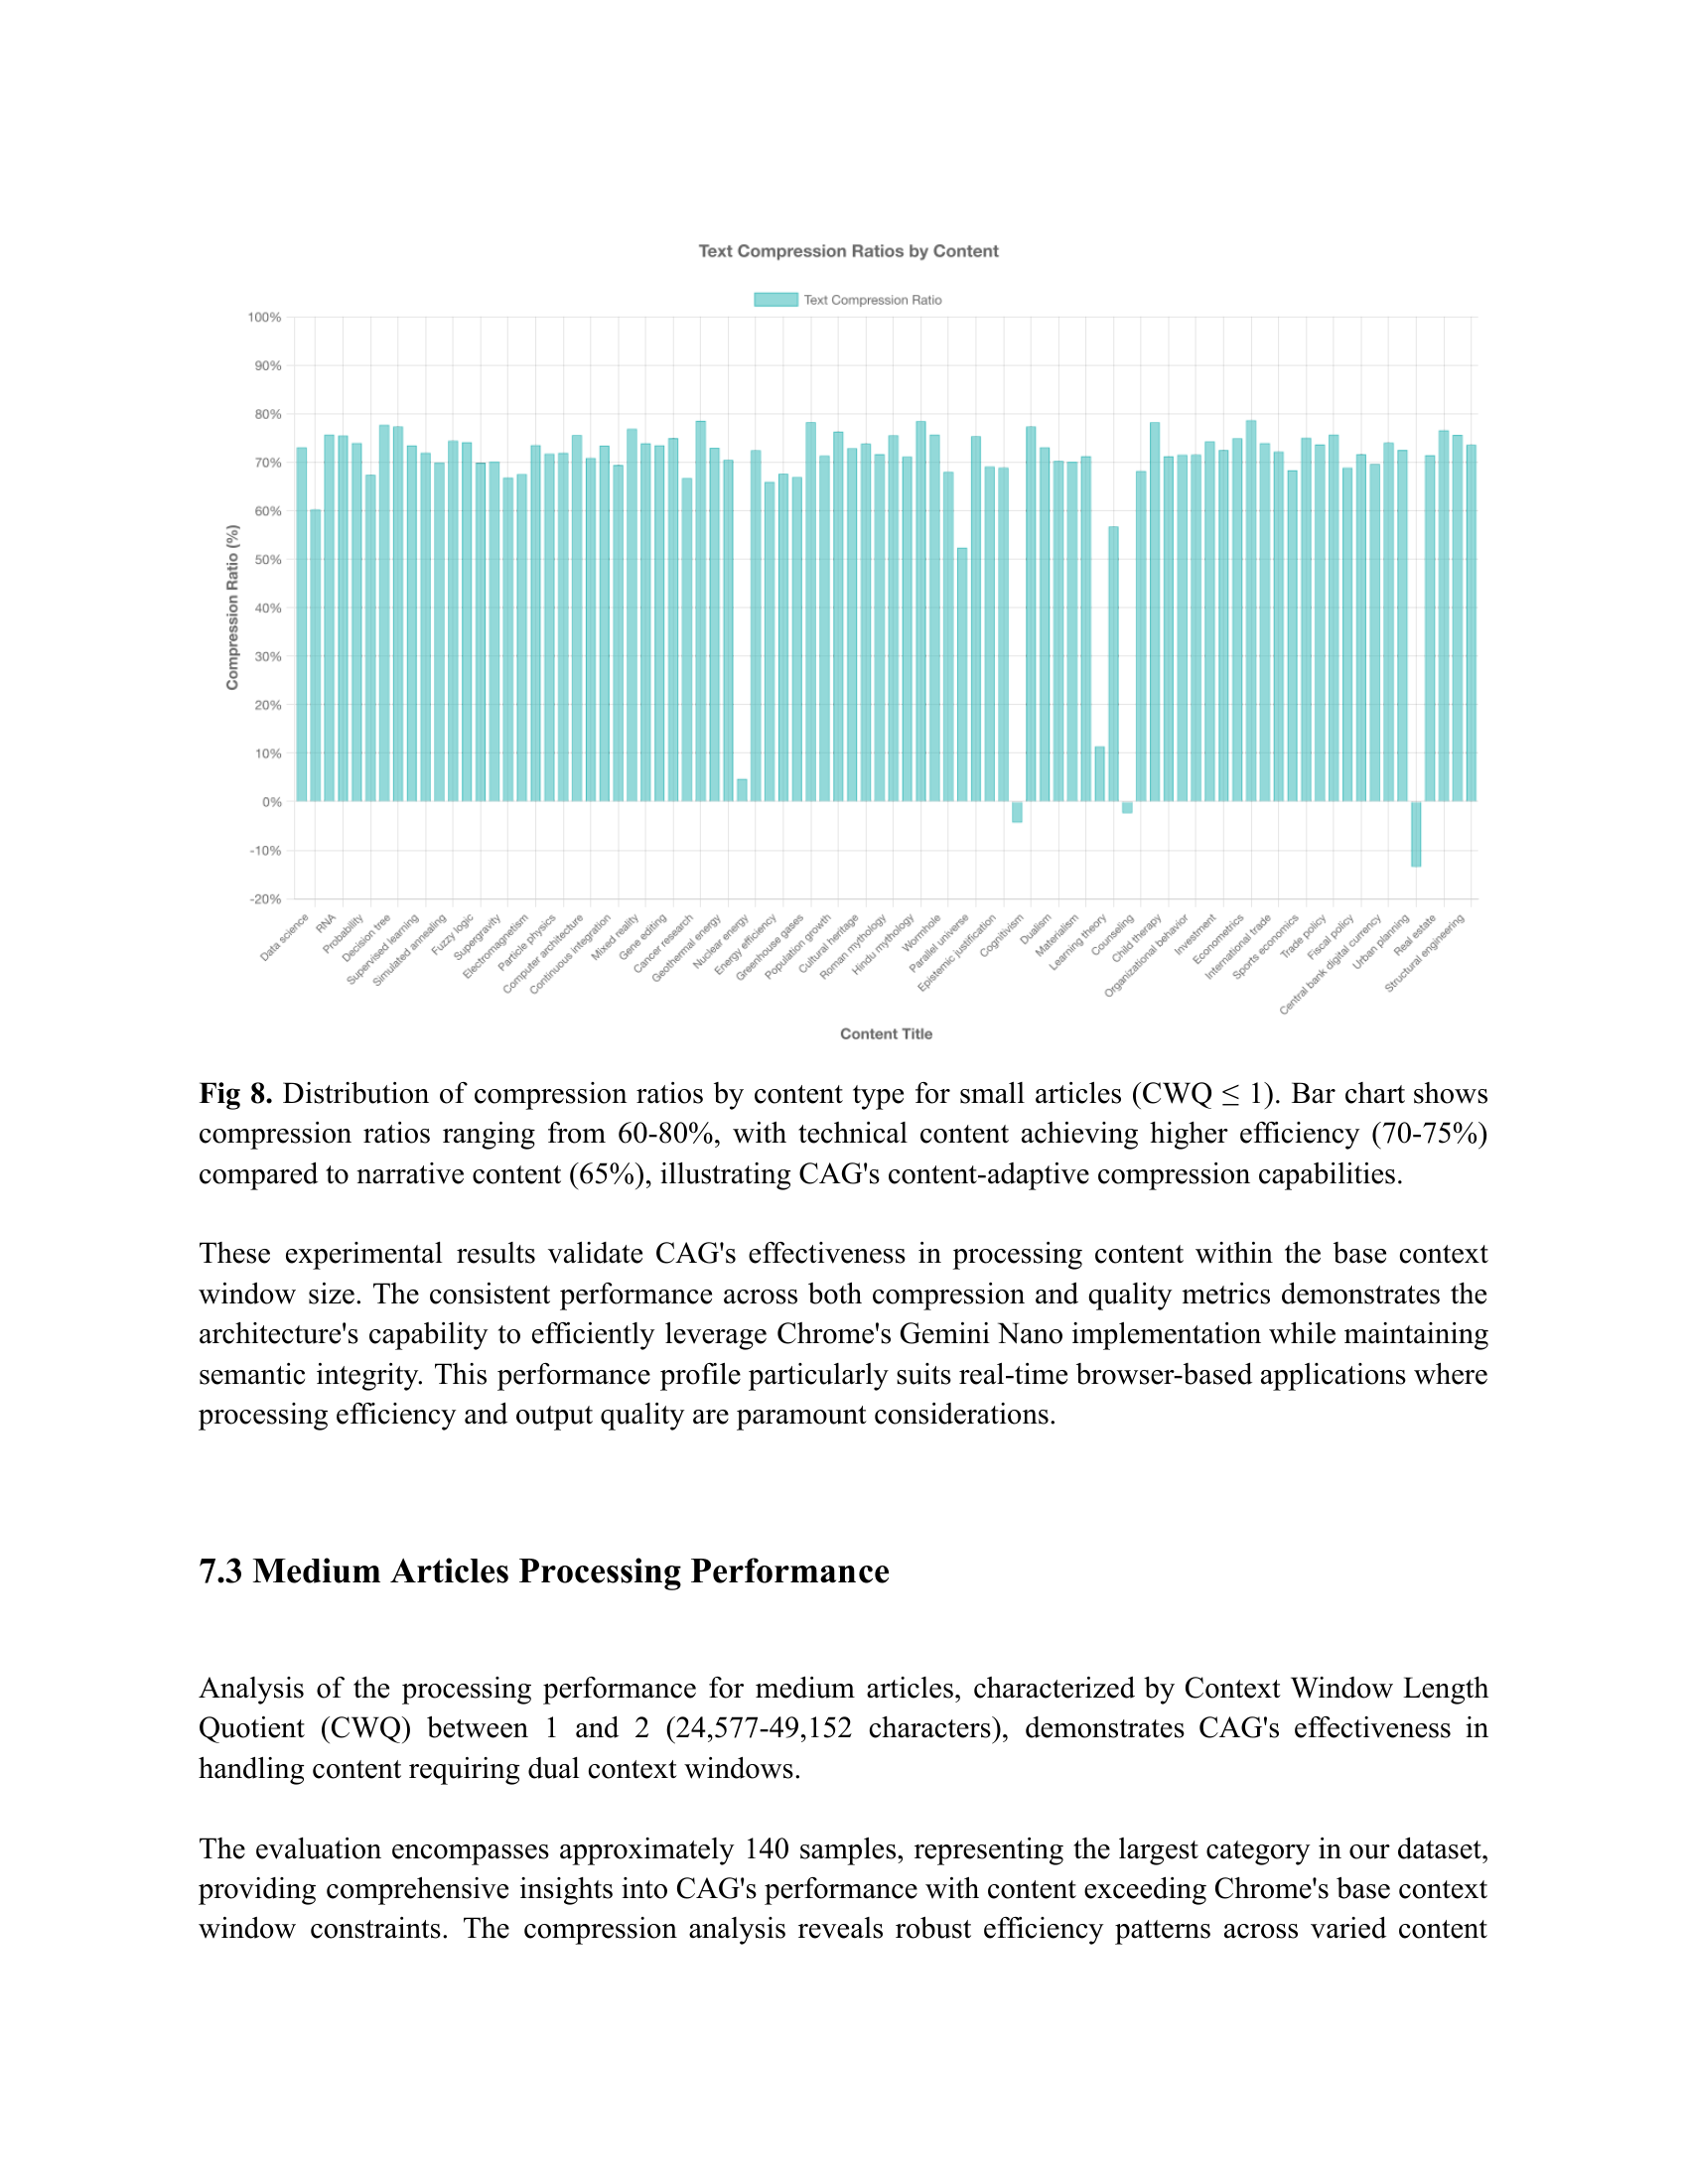 Text Compression Ratios by Content
Text Compression Ratio
100%
90%
80%
70%
60%
50%
40%
30%
20%
10%
0%
-10%
-20%
Compression Ratio (%)
Data science
RNA
Probability
Decision tree
Supervised learning
Simulated annealing
Fuzzy logic
Supergravity
Electromagnetism
Particle physics
Computer architecture
Continuous integration
Mixed reality
Gene editing
Cancer research
Geothermal energy
Nuclear energy
Energy efficiency
Greenhouse gases
Population growth
Cultural heritage
Roman mythology
Hindu mythology
Wormhole
Parallel universe
Epistemic justification
Cognitivism
Dualism
Materialism
Learning theory
Counseling
Child therapy
Organizational behavior
Investment
Econometrics
International trade
Sports economics
Trade policy
Fiscal policy
Central bank digital currency
Urban planning
Real estate
Structural engineering
Content Title
Fig 8. Distribution of compression ratios by content type for small articles (CWQ ≤ 1). Bar chart shows
compression ratios ranging from 60-80%, with technical content achieving higher efficiency (70-75%)
compared to narrative content (65%), illustrating CAG's content-adaptive compression capabilities.
These experimental results validate CAG's effectiveness in processing content within the base context
window size. The consistent performance across both compression and quality metrics demonstrates the
architecture's capability to efficiently leverage Chrome's Gemini Nano implementation while maintaining
semantic integrity. This performance profile particularly suits real-time browser-based applications where
processing efficiency and output quality are paramount considerations.
7.3 Medium Articles Processing Performance
Analysis of the processing performance for medium articles, characterized by Context Window Length
Quotient (CWQ) between 1 and 2 (24,577-49,152 characters), demonstrates CAG's effectiveness in
handling content requiring dual context windows.
The evaluation encompasses approximately 140 samples, representing the largest category in our dataset,
providing comprehensive insights into CAG's performance with content exceeding Chrome's base context
window constraints. The compression analysis reveals robust efficiency patterns across varied content